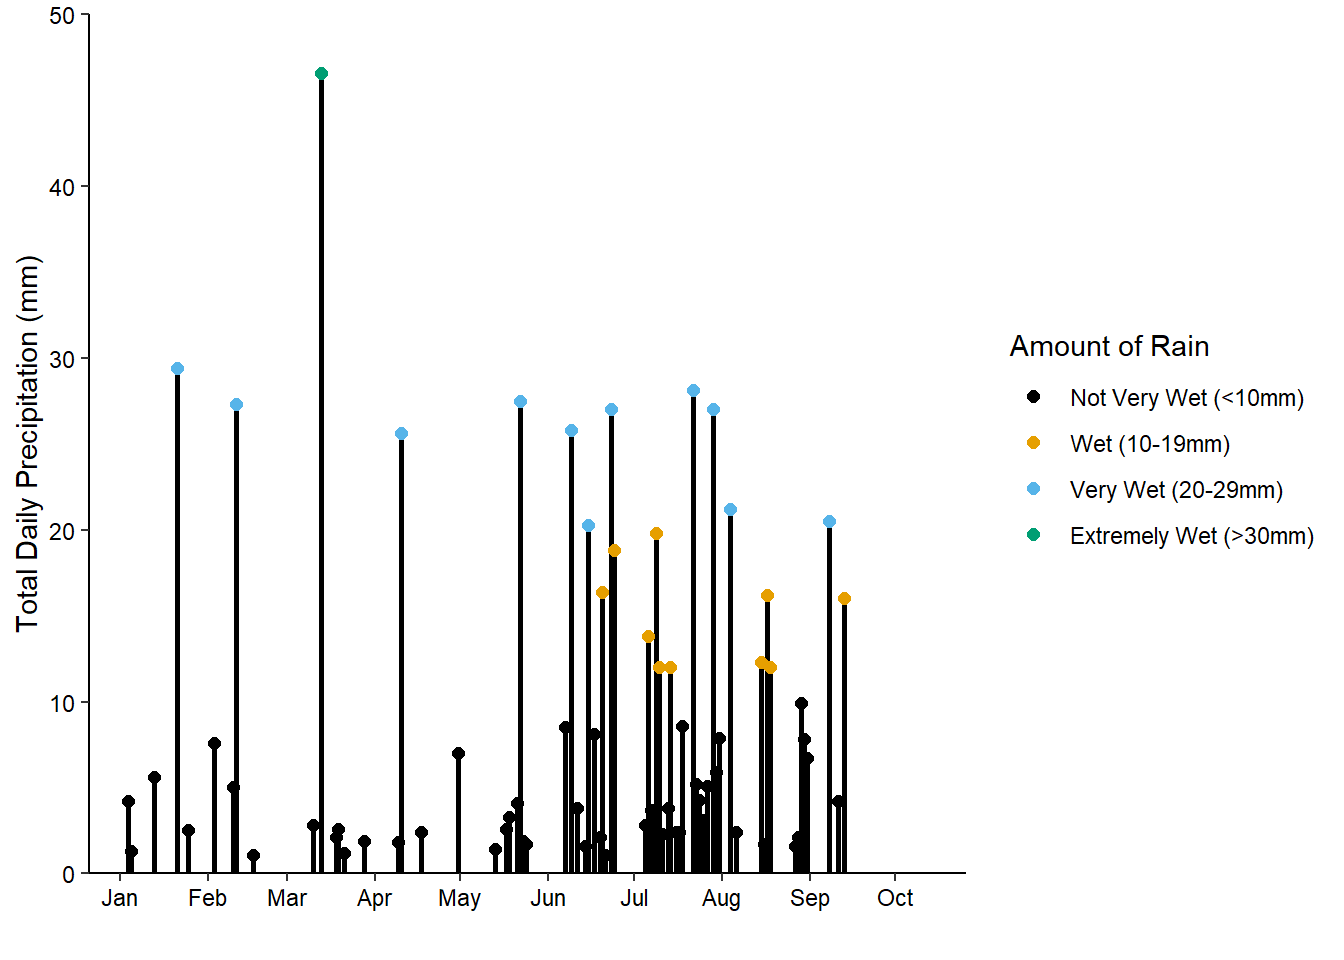 50
40
30
20
10
0
Total Daily Precipitation (mm)
Jan Feb Mar Apr May Jun Jul Aug Sep Oct
Amount of Rain
Not Very Wet (<10mm)
Wet (10-19mm)
Very Wet (20-29mm)
Extremely Wet (>30mm)